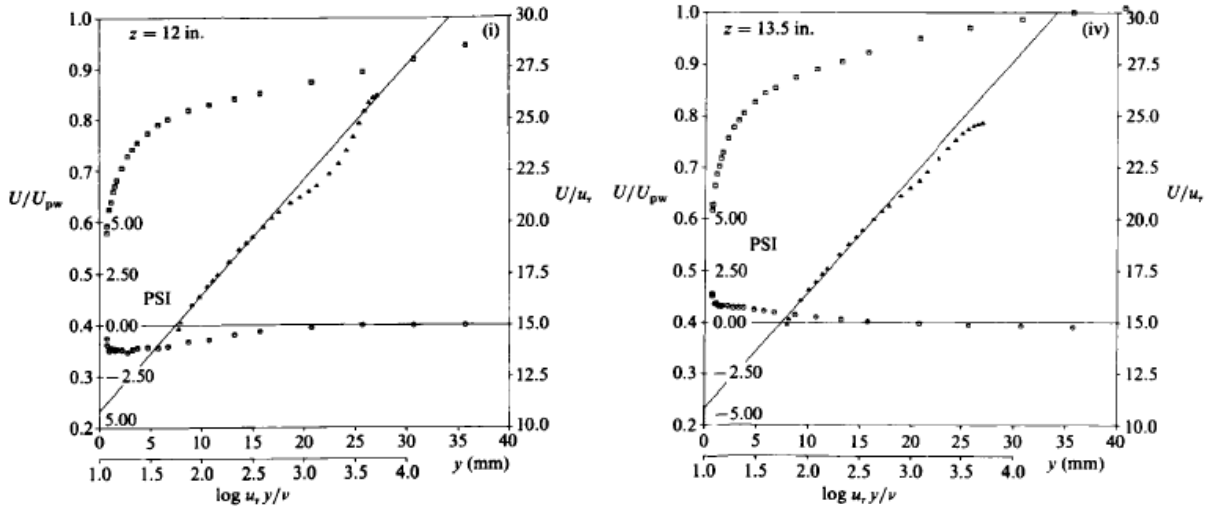 z = 12 in.
(i)
1.0
0.9
0.8
0.7
U/U_pw
0.6
0.5
0.4
0.3
0.2
5.00
2.50
PSI
0.00
−2.50
5.00
30.0
27.5
25.0
22.5
U/u_τ
20.0
17.5
15.0
12.5
10.0
0 5 10 15 20 25 30 35 40
y (mm)
1.0 1.5 2.0 2.5 3.0 3.5 4.0
log u_τ y/ν
z = 13.5 in.
(iv)
1.0
0.9
0.8
0.7
U/U_pw
0.6
0.5
0.4
0.3
0.2
5.00
PSI
2.50
0.00
−2.50
−5.00
30.0
27.5
25.0
22.5
U/u_τ
20.0
17.5
15.0
12.5
10.0
0 5 10 15 20 25 30 35 40
y (mm)
1.0 1.5 2.0 2.5 3.0 3.5 4.0
log u_τ y/ν